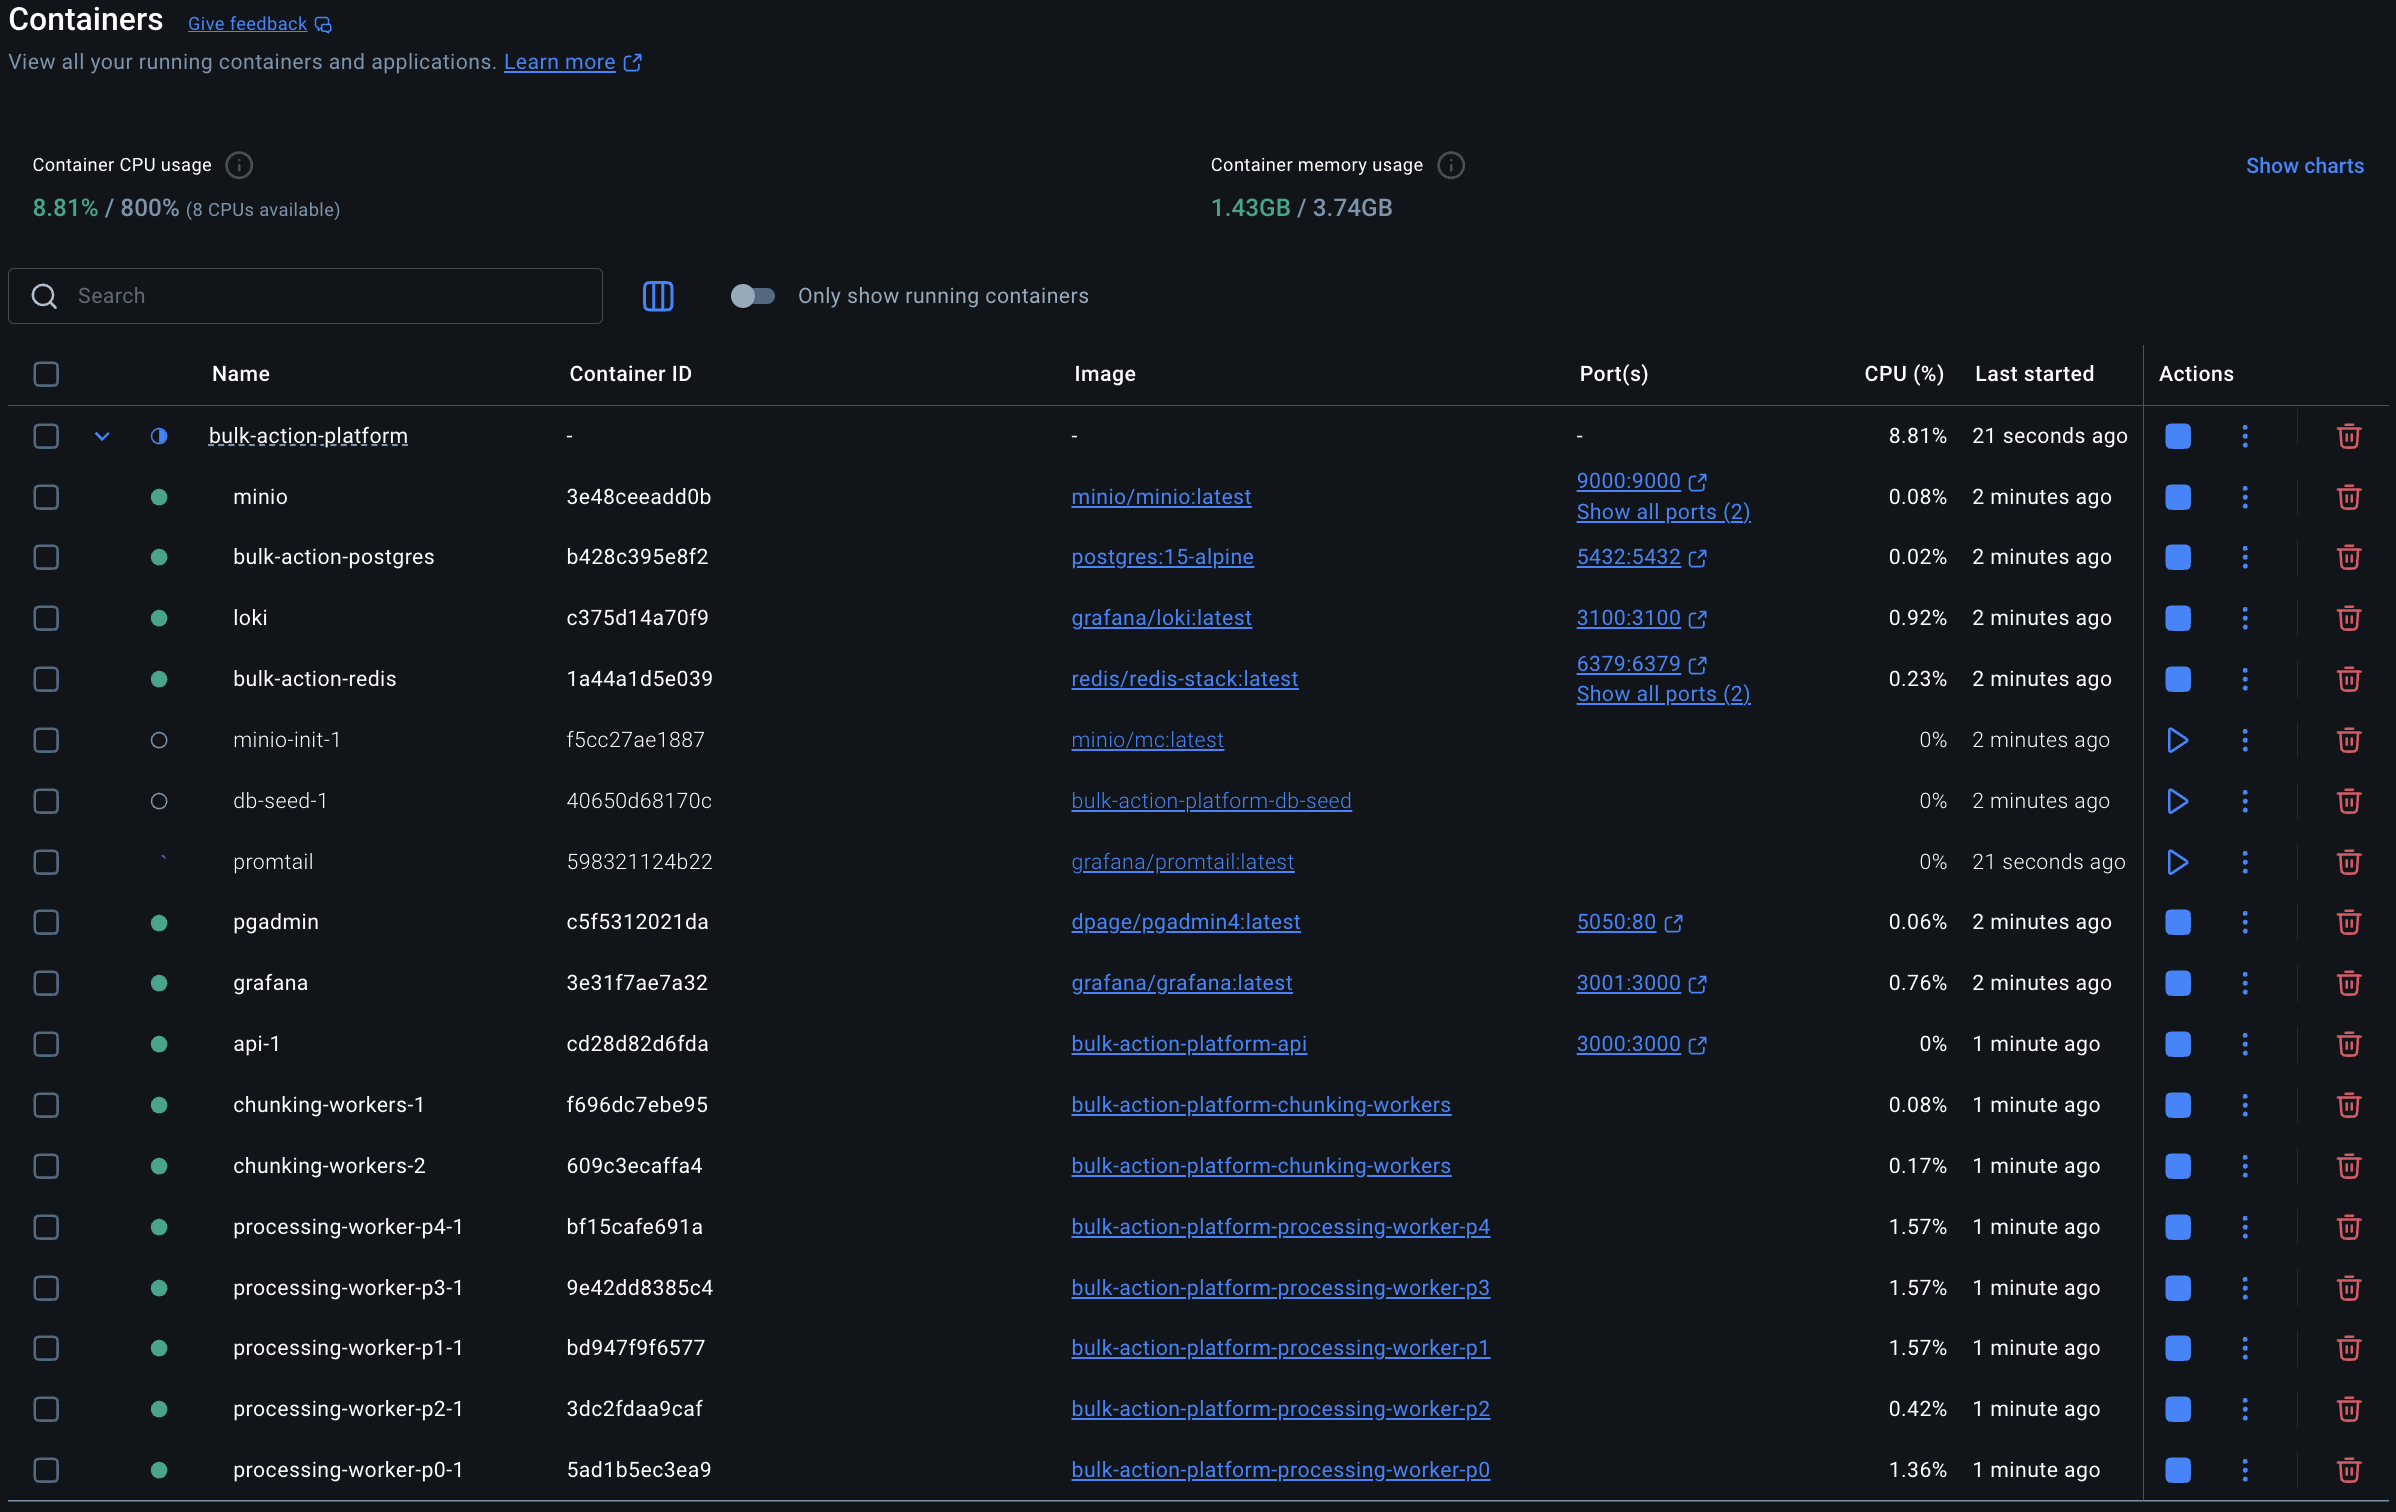 Containers Give feedback
View all your running containers and applications. Learn more
Container CPU usage
8.81% / 800% (8 CPUs available)
Container memory usage
1.43GB / 3.74GB
Show charts
Search
Only show running containers
Name Container ID Image Port(s) CPU (%) Last started Actions
bulk-action-platform - - - 8.81% 21 seconds ago
minio 3e48ceeadd0b minio/minio:latest 9000:9000 Show all ports (2) 0.08% 2 minutes ago
bulk-action-postgres b428c395e8f2 postgres:15-alpine 5432:5432 0.02% 2 minutes ago
loki c375d14a70f9 grafana/loki:latest 3100:3100 0.92% 2 minutes ago
bulk-action-redis 1a44a1d5e039 redis/redis-stack:latest 6379:6379 Show all ports (2) 0.23% 2 minutes ago
minio-init-1 f5cc27ae1887 minio/mc:latest 0% 2 minutes ago
db-seed-1 40650d68170c bulk-action-platform-db-seed 0% 2 minutes ago
promtail 598321124b22 grafana/promtail:latest 0% 21 seconds ago
pgadmin c5f5312021da dpage/pgadmin4:latest 5050:80 0.06% 2 minutes ago
grafana 3e31f7ae7a32 grafana/grafana:latest 3001:3000 0.76% 2 minutes ago
api-1 cd28d82d6fda bulk-action-platform-api 3000:3000 0% 1 minute ago
chunking-workers-1 f696dc7ebe95 bulk-action-platform-chunking-workers 0.08% 1 minute ago
chunking-workers-2 609c3ecaffa4 bulk-action-platform-chunking-workers 0.17% 1 minute ago
processing-worker-p4-1 bf15cafe691a bulk-action-platform-processing-worker-p4 1.57% 1 minute ago
processing-worker-p3-1 9e42dd8385c4 bulk-action-platform-processing-worker-p3 1.57% 1 minute ago
processing-worker-p1-1 bd947f9f6577 bulk-action-platform-processing-worker-p1 1.57% 1 minute ago
processing-worker-p2-1 3dc2fdaa9caf bulk-action-platform-processing-worker-p2 0.42% 1 minute ago
processing-worker-p0-1 5ad1b5ec3ea9 bulk-action-platform-processing-worker-p0 1.36% 1 minute ago